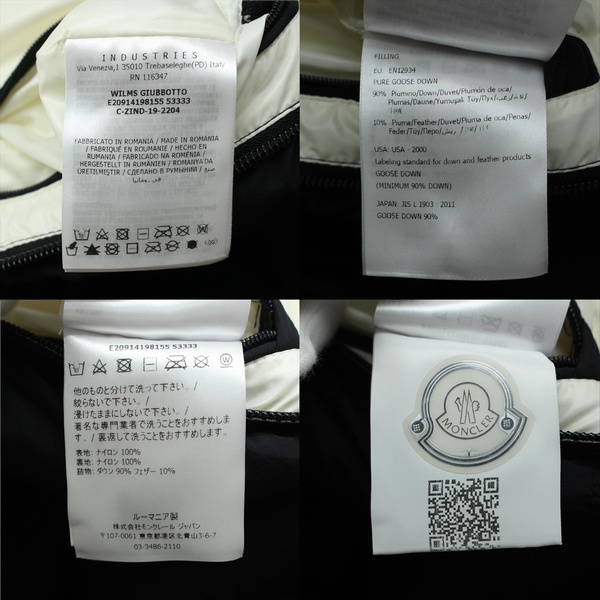 INDUSTRIES
Via Venezia,1 35010 Trebaseleghe(PD) Italy
RN 116347
WILMS GIUBBOTTO
E20914198155 53333
C-ZIND-19-2204
FABBRICATO IN ROMANIA / MADE IN ROMANIA
/ FABRIQUÉ EN ROUMANIE / HECHO EN
RUMANIA / FABRICADO NA ROMÊNIA /
HERGESTELLT IN RUMÄNIEN / ROMANYA'DA
ÜRETİLMİŞTİR / СДЕЛАНО В РУМЫНИИ / صنع
في رومانيا
FILLING.
EU. EN12934
PURE GOOSE DOWN
90% Piumino/Down/Duvet/Plumón de oca/
Plumas/Daune/Yumuşak Tüy/Пух/
10% Piuma/Feather/Duvet/Pluma de oca/Penas/
Feder/Tüy/Перо/ ريش
USA: USA - 2000
Labeling standard for down and feather products
GOOSE DOWN
(MINIMUM 90% DOWN)
JAPAN. JIS L 1903 : 2011
GOOSE DOWN 90%
E20914198155 53333
他のものと分けて洗って下さい。/
絞らないで下さい。/
浸けたままにしないで下さい。/
著名な専門業者で洗うことをおすすめしま
す。/ 裏返して洗うことをおすすめします。
表地: ナイロン 100%
裏地: ナイロン 100%
詰物: ダウン 90% フェザー 10%
ルーマニア製
株式会社モンクレール ジャパン
〒107-0061 東京都港区北青山3-6-7
03-3486-2110
MONCLER